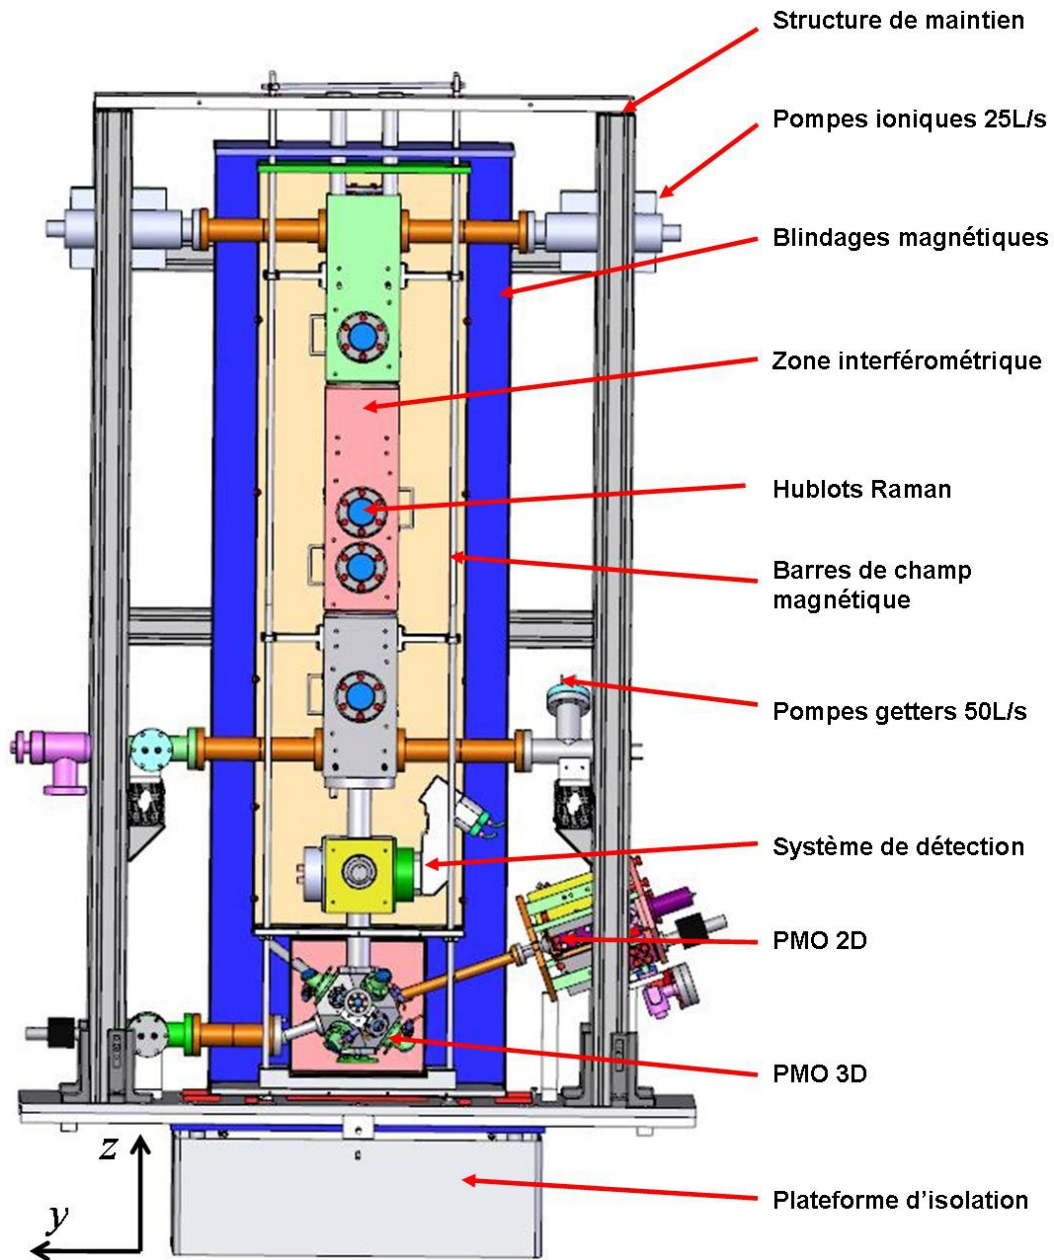 Structure de maintien
Pompes ioniques 25L/s
Blindages magnétiques
Zone interférométrique
Hublots Raman
Barres de champ
magnétique
Pompes getters 50L/s
Système de détection
PMO 2D
PMO 3D
z
Plateforme d’isolation
y